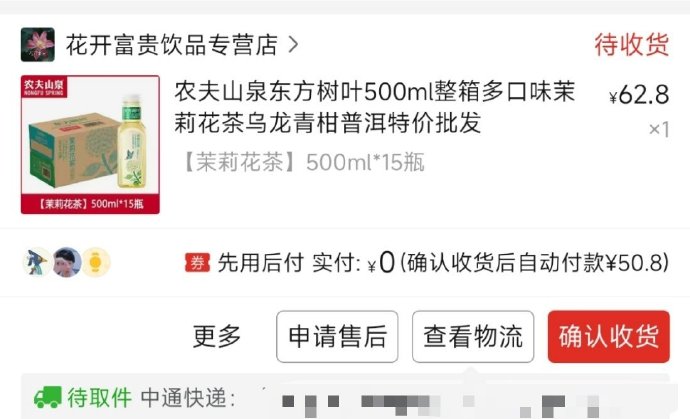 花开富贵饮品专营店 >
待收货
农夫山泉
NONGFU SPRING
茉莉花茶
【茉莉花茶】500ml*15瓶
农夫山泉东方树叶500ml整箱多口味茉
莉花茶乌龙青柑普洱特价批发
¥62.8
×1
【茉莉花茶】500ml*15瓶
券 先用后付 实付: ¥0 (确认收货后自动付款¥50.8)
更多
申请售后
查看物流
确认收货
待取件 中通快递：